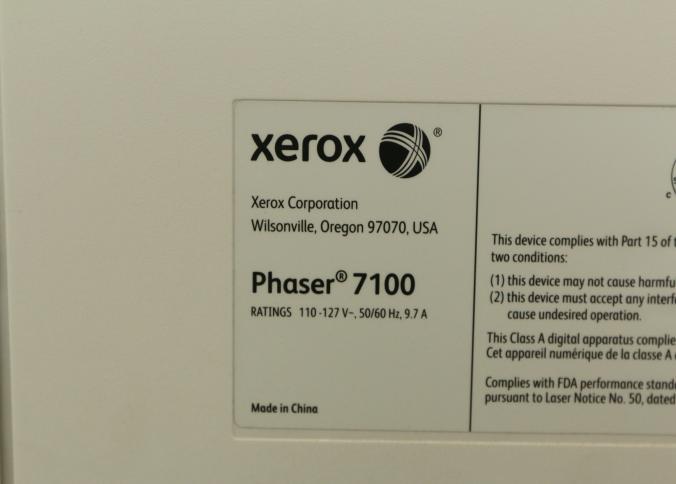 xerox ®
Xerox Corporation
Wilsonville, Oregon 97070, USA
Phaser® 7100
RATINGS 110-127 V~, 50/60 Hz, 9.7 A
Made in China
c
This device complies with Part 15 of
two conditions:
(1) this device may not cause
(2) this device must accept any
cause undesired operation.
This Class A digital apparatus
Cet appareil numérique de la classe A
Complies with FDA performance
pursuant to Laser Notice No. 50, dated